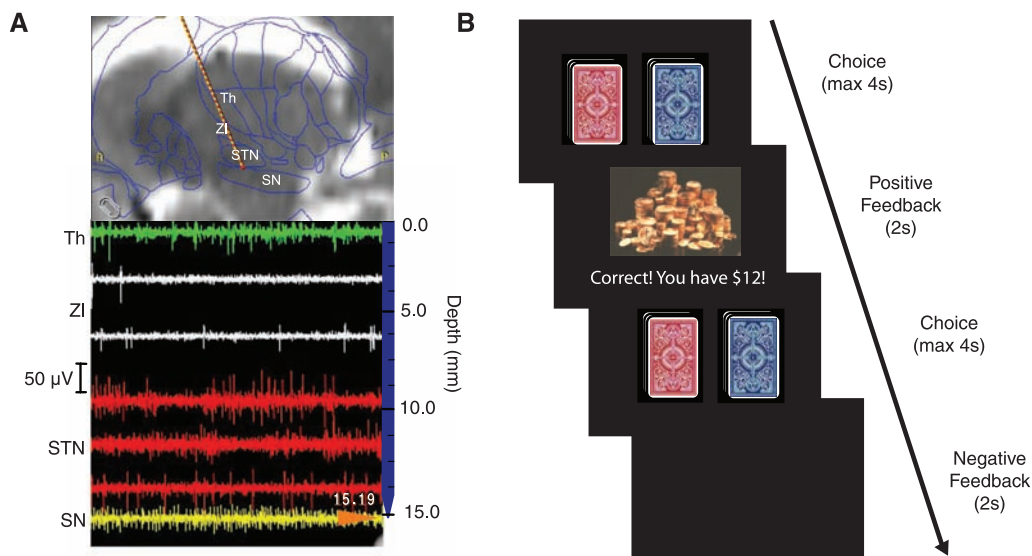 A
Th
ZI
STN
SN
Th
ZI
50 µV
STN
SN
0.0
5.0
10.0
15.0
Depth (mm)
15.19
B
Choice
(max 4s)
Positive
Feedback
(2s)
Correct! You have $12!
Choice
(max 4s)
Negative
Feedback
(2s)